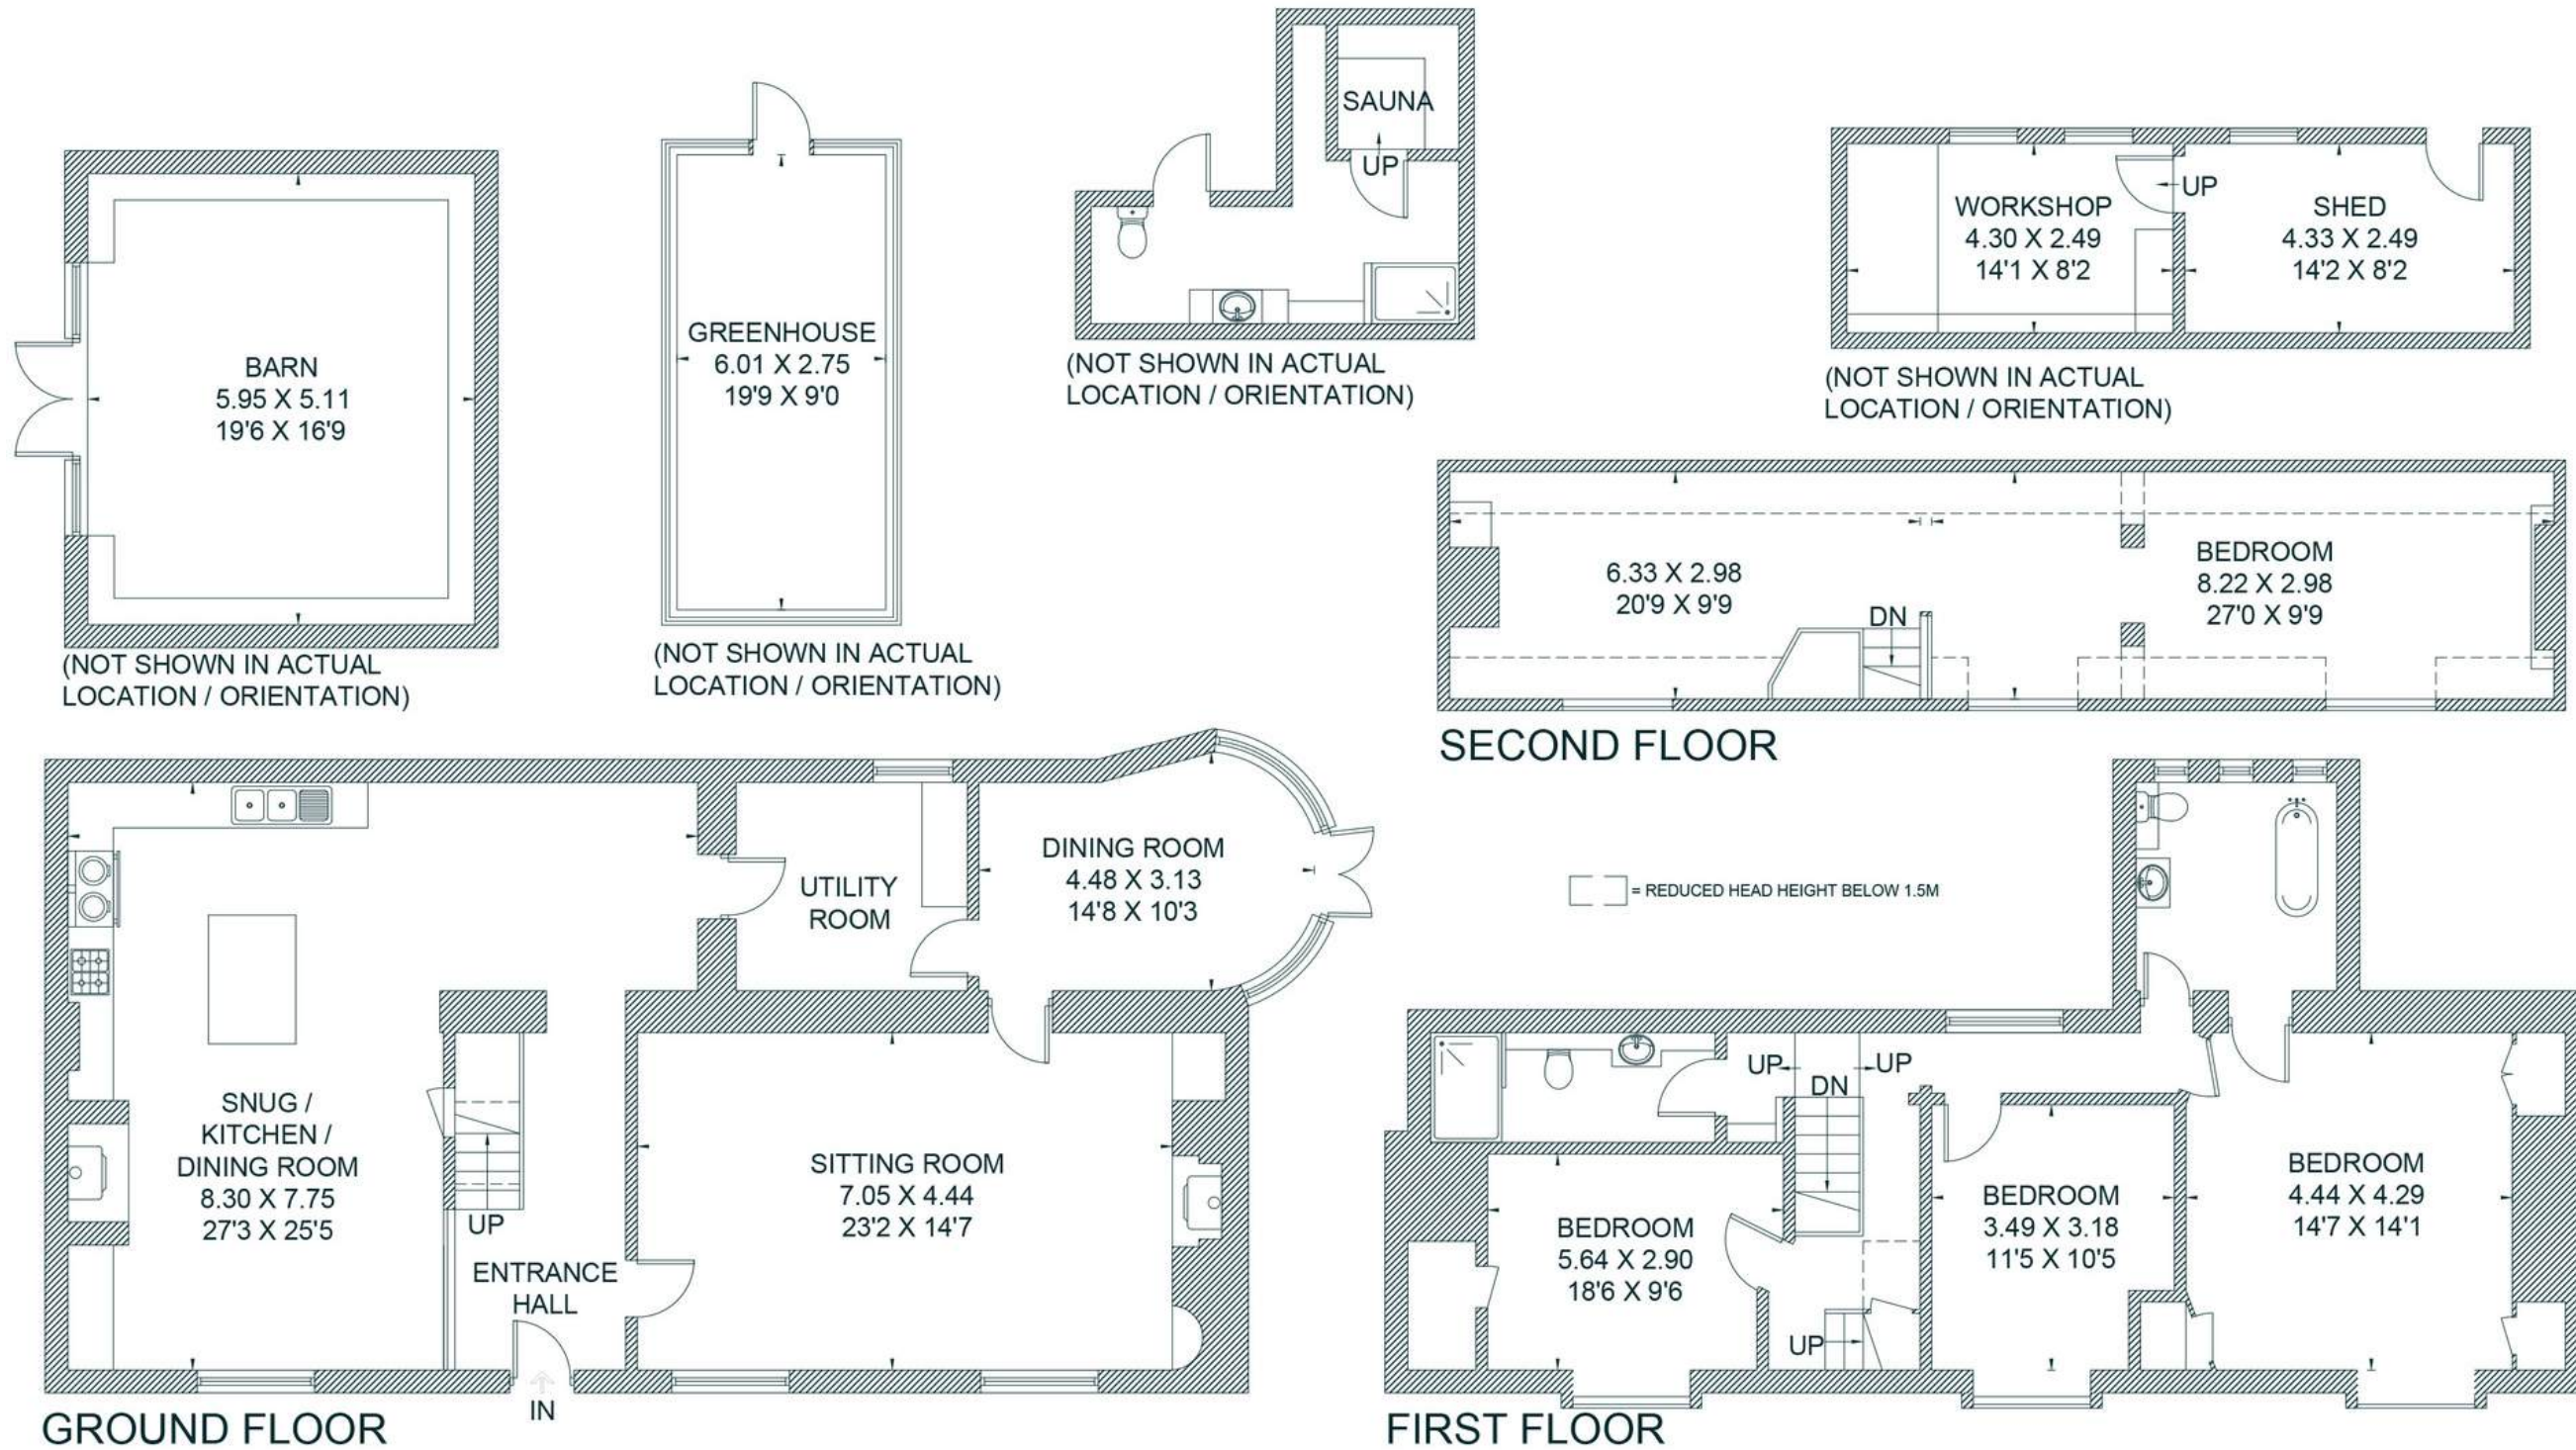 SAUNA
UP
BARN
5.95 X 5.11
19'6 X 16'9
(NOT SHOWN IN ACTUAL
LOCATION / ORIENTATION)
GREENHOUSE
6.01 X 2.75
19'9 X 9'0
(NOT SHOWN IN ACTUAL
LOCATION / ORIENTATION)
(NOT SHOWN IN ACTUAL
LOCATION / ORIENTATION)
WORKSHOP
4.30 X 2.49
14'1 X 8'2
UP
SHED
4.33 X 2.49
14'2 X 8'2
(NOT SHOWN IN ACTUAL
LOCATION / ORIENTATION)
6.33 X 2.98
20'9 X 9'9
DN
BEDROOM
8.22 X 2.98
27'0 X 9'9
SECOND FLOOR
= REDUCED HEAD HEIGHT BELOW 1.5M
UTILITY
ROOM
DINING ROOM
4.48 X 3.13
14'8 X 10'3
SNUG /
KITCHEN /
DINING ROOM
8.30 X 7.75
27'3 X 25'5
UP
ENTRANCE
HALL
SITTING ROOM
7.05 X 4.44
23'2 X 14'7
IN
GROUND FLOOR
UP
UP
DN
BEDROOM
5.64 X 2.90
18'6 X 9'6
UP
BEDROOM
3.49 X 3.18
11'5 X 10'5
BEDROOM
4.44 X 4.29
14'7 X 14'1
FIRST FLOOR